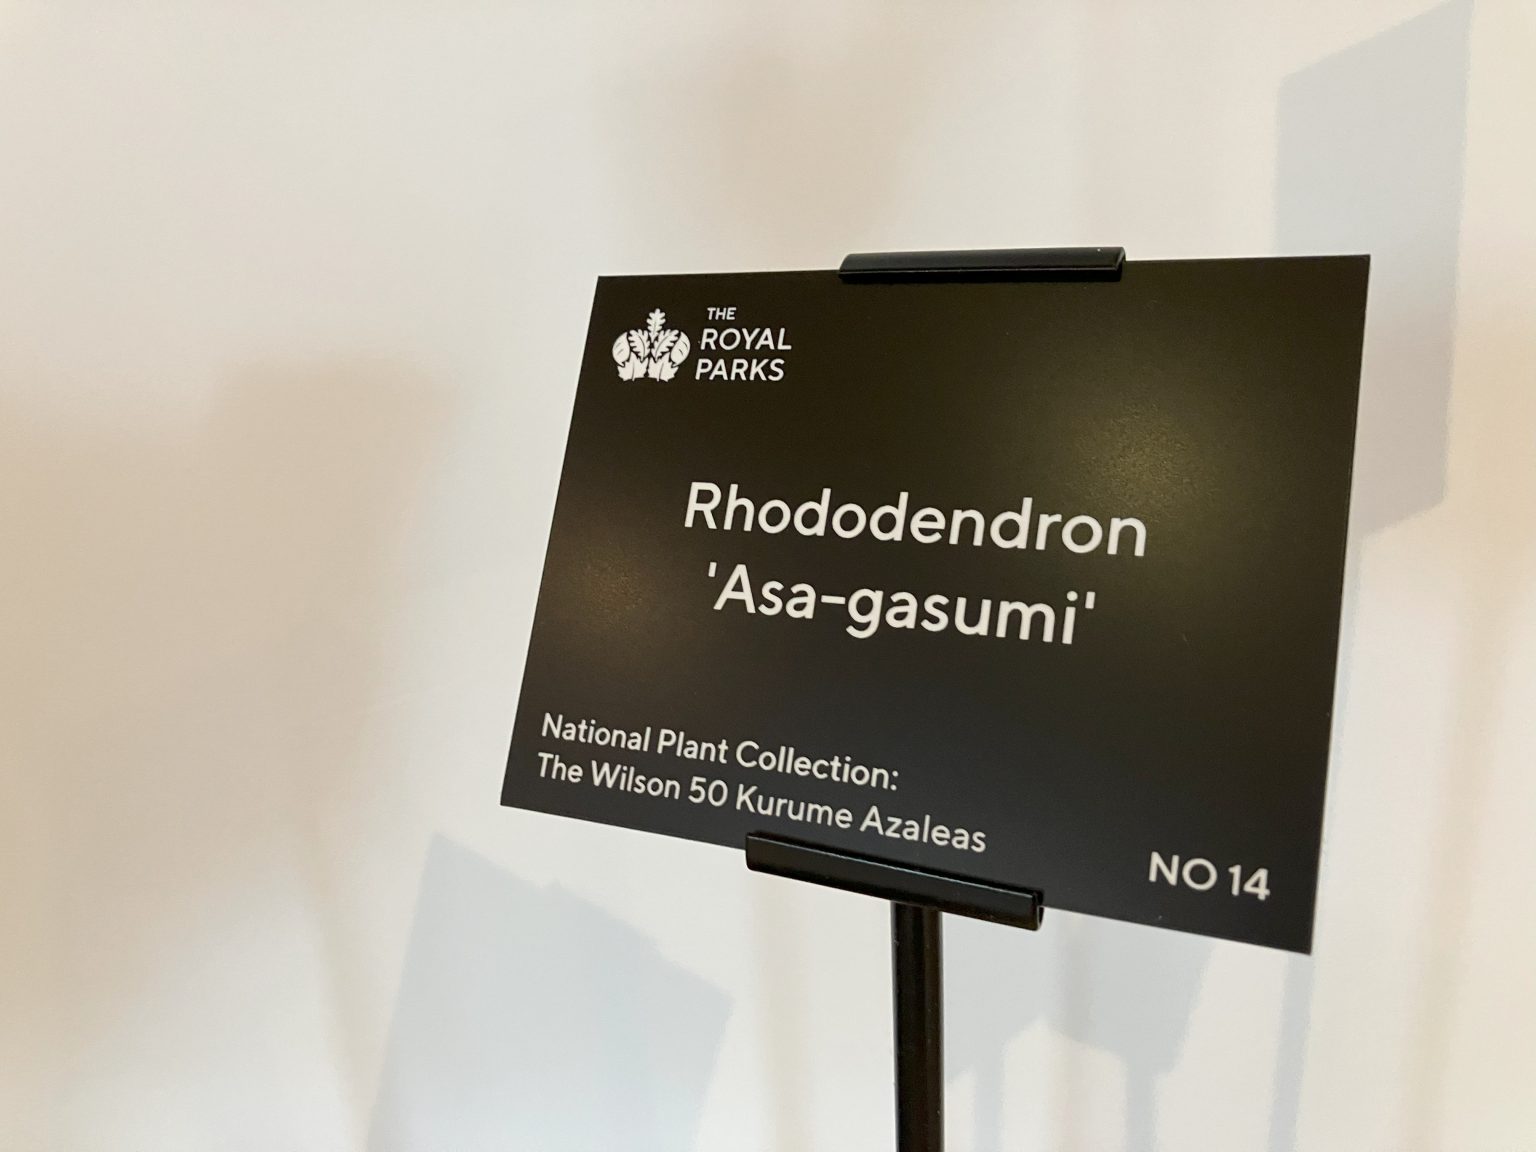 THE
ROYAL
PARKS
Rhododendron
'Asa-gasumi'
National Plant Collection:
The Wilson 50 Kurume Azaleas
NO 14